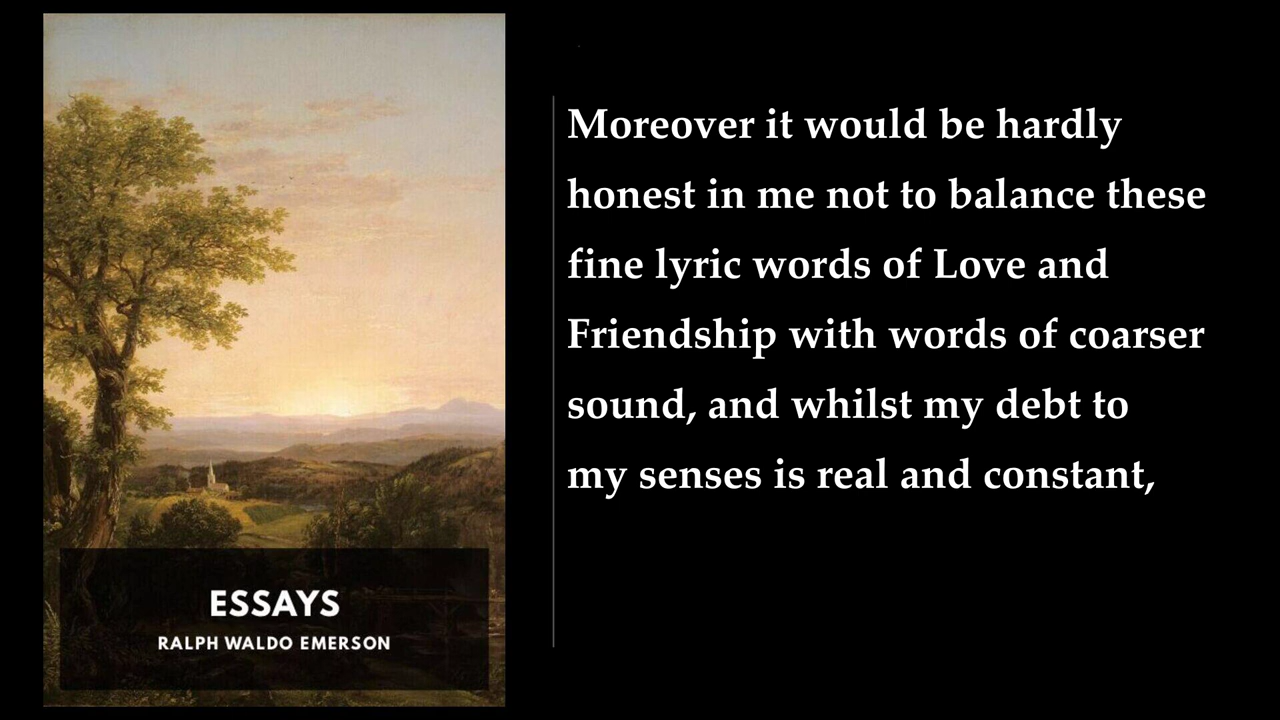 ESSAYS
RALPH WALDO EMERSON
Moreover it would be hardly
honest in me not to balance these
fine lyric words of Love and
Friendship with words of coarser
sound, and whilst my debt to
my senses is real and constant,